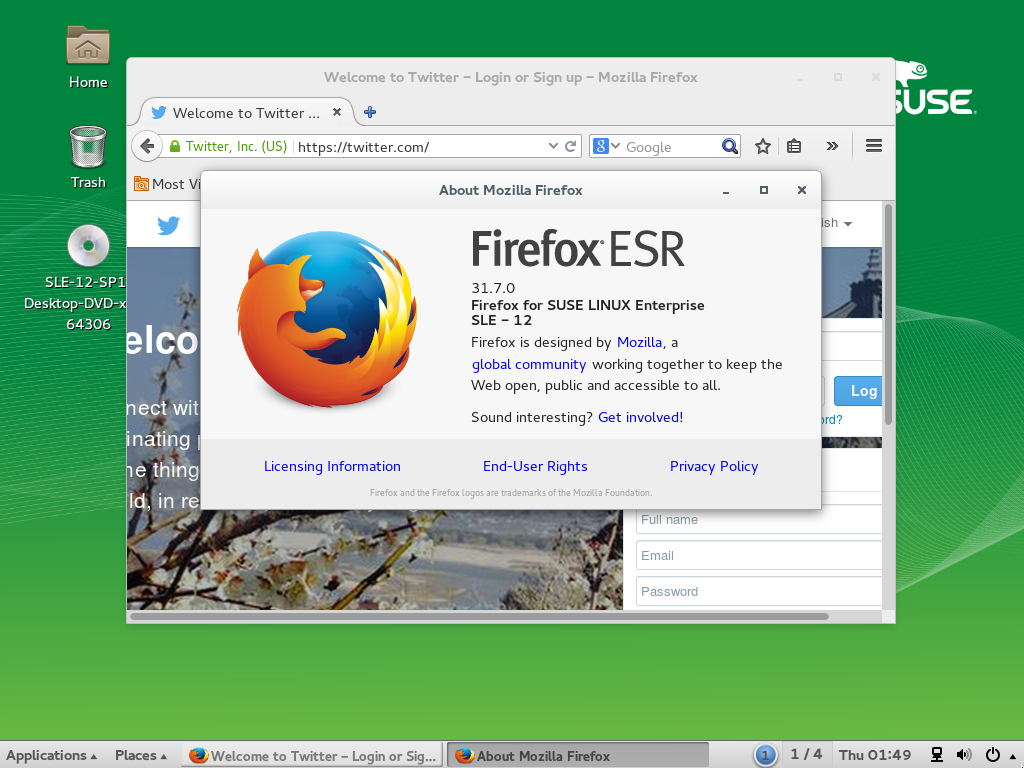 Home
Trash
SLE-12-SP1
Desktop-DVD-x
64306
SUSE
Welcome to Twitter – Login or Sign up – Mozilla Firefox
Welcome to Twitter ...
Twitter, Inc. (US) https://twitter.com/
Google
Most Vi
About Mozilla Firefox
ish
Firefox ESR
31.7.0
Firefox for SUSE LINUX Enterprise
SLE – 12
Firefox is designed by Mozilla, a
global community working together to keep the
Web open, public and accessible to all.
Sound interesting? Get involved!
Licensing Information End-User Rights Privacy Policy
Firefox and the Firefox logos are trademarks of the Mozilla Foundation.
elco
nect wit
inating
ne thing
ld, in re
Log
ord?
Full name
Email
Password
Applications Places Welcome to Twitter – Login or Sig... About Mozilla Firefox 1 1 / 4 Thu 01:49